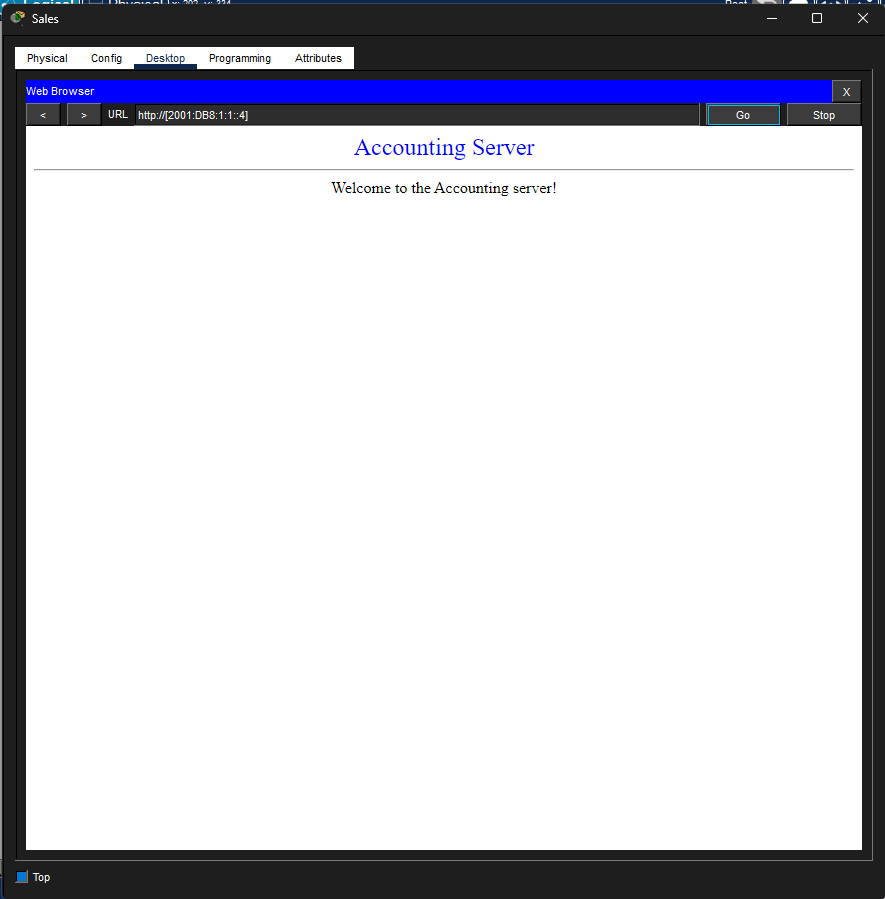 Sales
Physical Config Desktop Programming Attributes
Web Browser X
< > URL http://[2001:DB8:1:1::4] Go Stop
Accounting Server
Welcome to the Accounting server!
Top